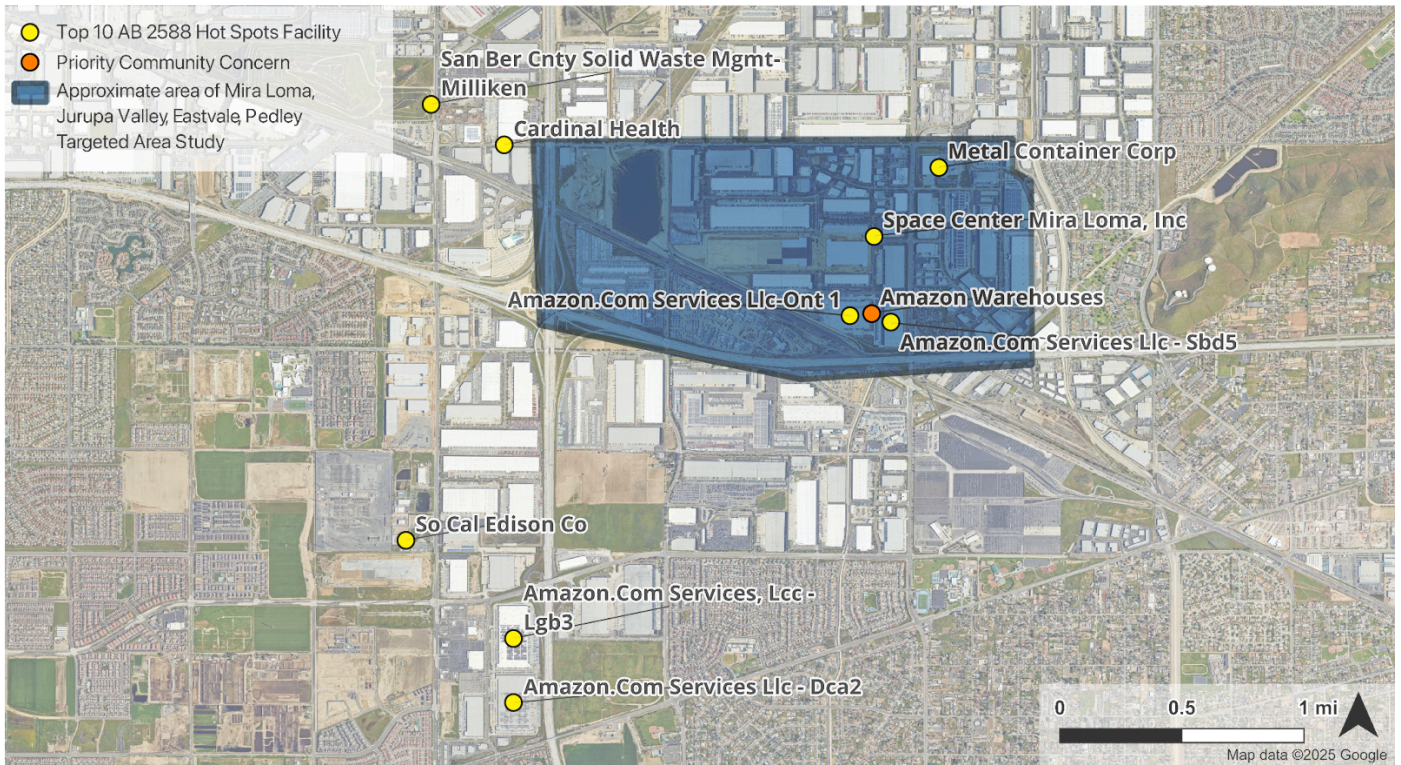 Top 10 AB 2588 Hot Spots Facility
Priority Community Concern
Approximate area of Mira Loma,
Jurupa Valley, Eastvale, Pedley
Targeted Area Study
San Ber Cnty Solid Waste Mgmt-
Milliken
Cardinal Health
Metal Container Corp
Space Center Mira Loma, Inc
Amazon.Com Services Llc-Ont 1
Amazon Warehouses
Amazon.Com Services Llc - Sbd5
So Cal Edison Co
Amazon.Com Services, Lcc -
Lgb3
Amazon.Com Services Llc - Dca2
0 0.5 1 mi
Map data ©2025 Google